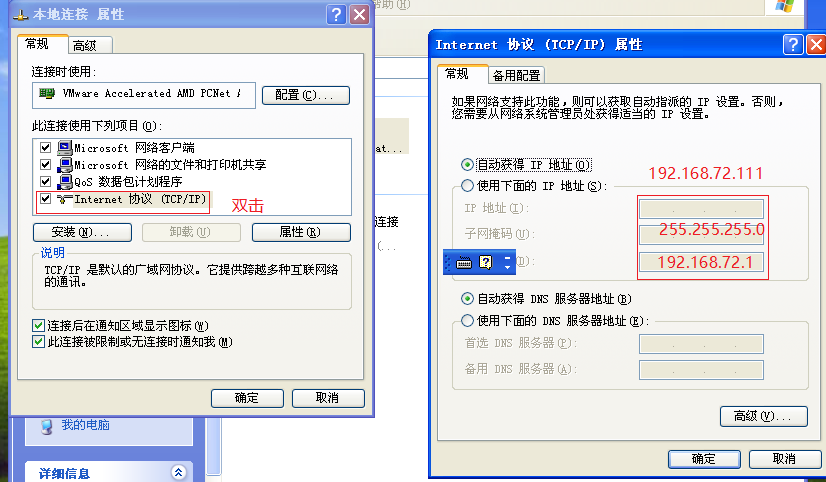 本地连接 属性
常规
高级
连接时使用:
VMware Accelerated AMD PCNet
配置(C)...
此连接使用下列项目(O):
Microsoft 网络客户端
Microsoft 网络的文件和打印机共享
QoS 数据包计划程序
Internet 协议 (TCP/IP)
双击
安装(N)...
卸载(U)
属性(R)
说明
TCP/IP 是默认的广域网协议。它提供跨越多种互联网络
的通讯。
连接后在通知区域显示图标(W)
此连接被限制或无连接时通知我(M)
确定
取消
我的电脑
详细信息
(H)
at...
连接
(...
Internet 协议 (TCP/IP) 属性
常规
备用配置
如果网络支持此功能,则可以获取自动指派的 IP 设置。否则,
您需要从网络系统管理员处获得适当的 IP 设置。
自动获得 IP 地址(O)
192.168.72.111
使用下面的 IP 地址(S):
IP 地址(I):
子网掩码(U):
255.255.255.0
(D):
192.168.72.1
自动获得 DNS 服务器地址(B)
使用下面的 DNS 服务器地址(E):
首选 DNS 服务器(P):
备用 DNS 服务器(A):
高级(V)...
确定
取消